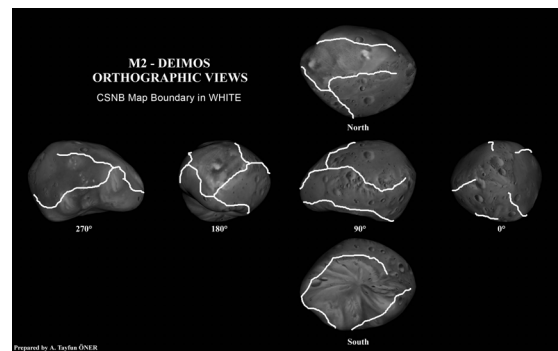 M2 - DEIMOS
ORTHOGRAPHIC VIEWS
CSNB Map Boundary in WHITE
North
270°
180°
90°
0°
South
Prepared by A. Tayfun ÖNER